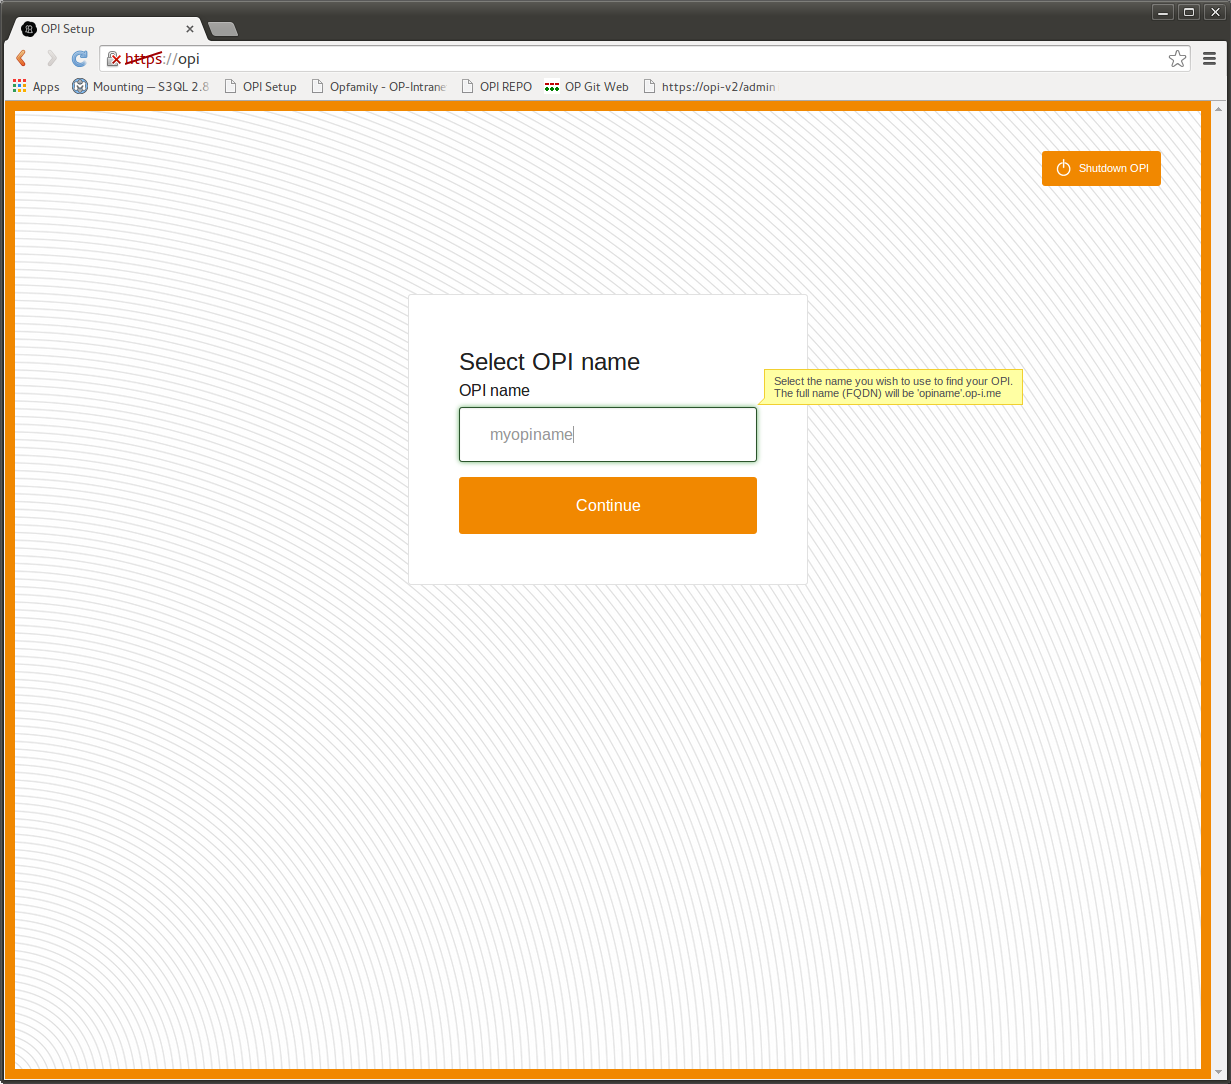 OPI Setup
https://opi
Apps
Mounting — S3QL 2.8
OPI Setup
Opfamily - OP-Intrane
OPI REPO
OP Git Web
https://opi-v2/admin
Shutdown OPI
Select OPI name
OPI name
Select the name you wish to use to find your OPI.
The full name (FQDN) will be 'opiname'.op-i.me
myopiname
Continue